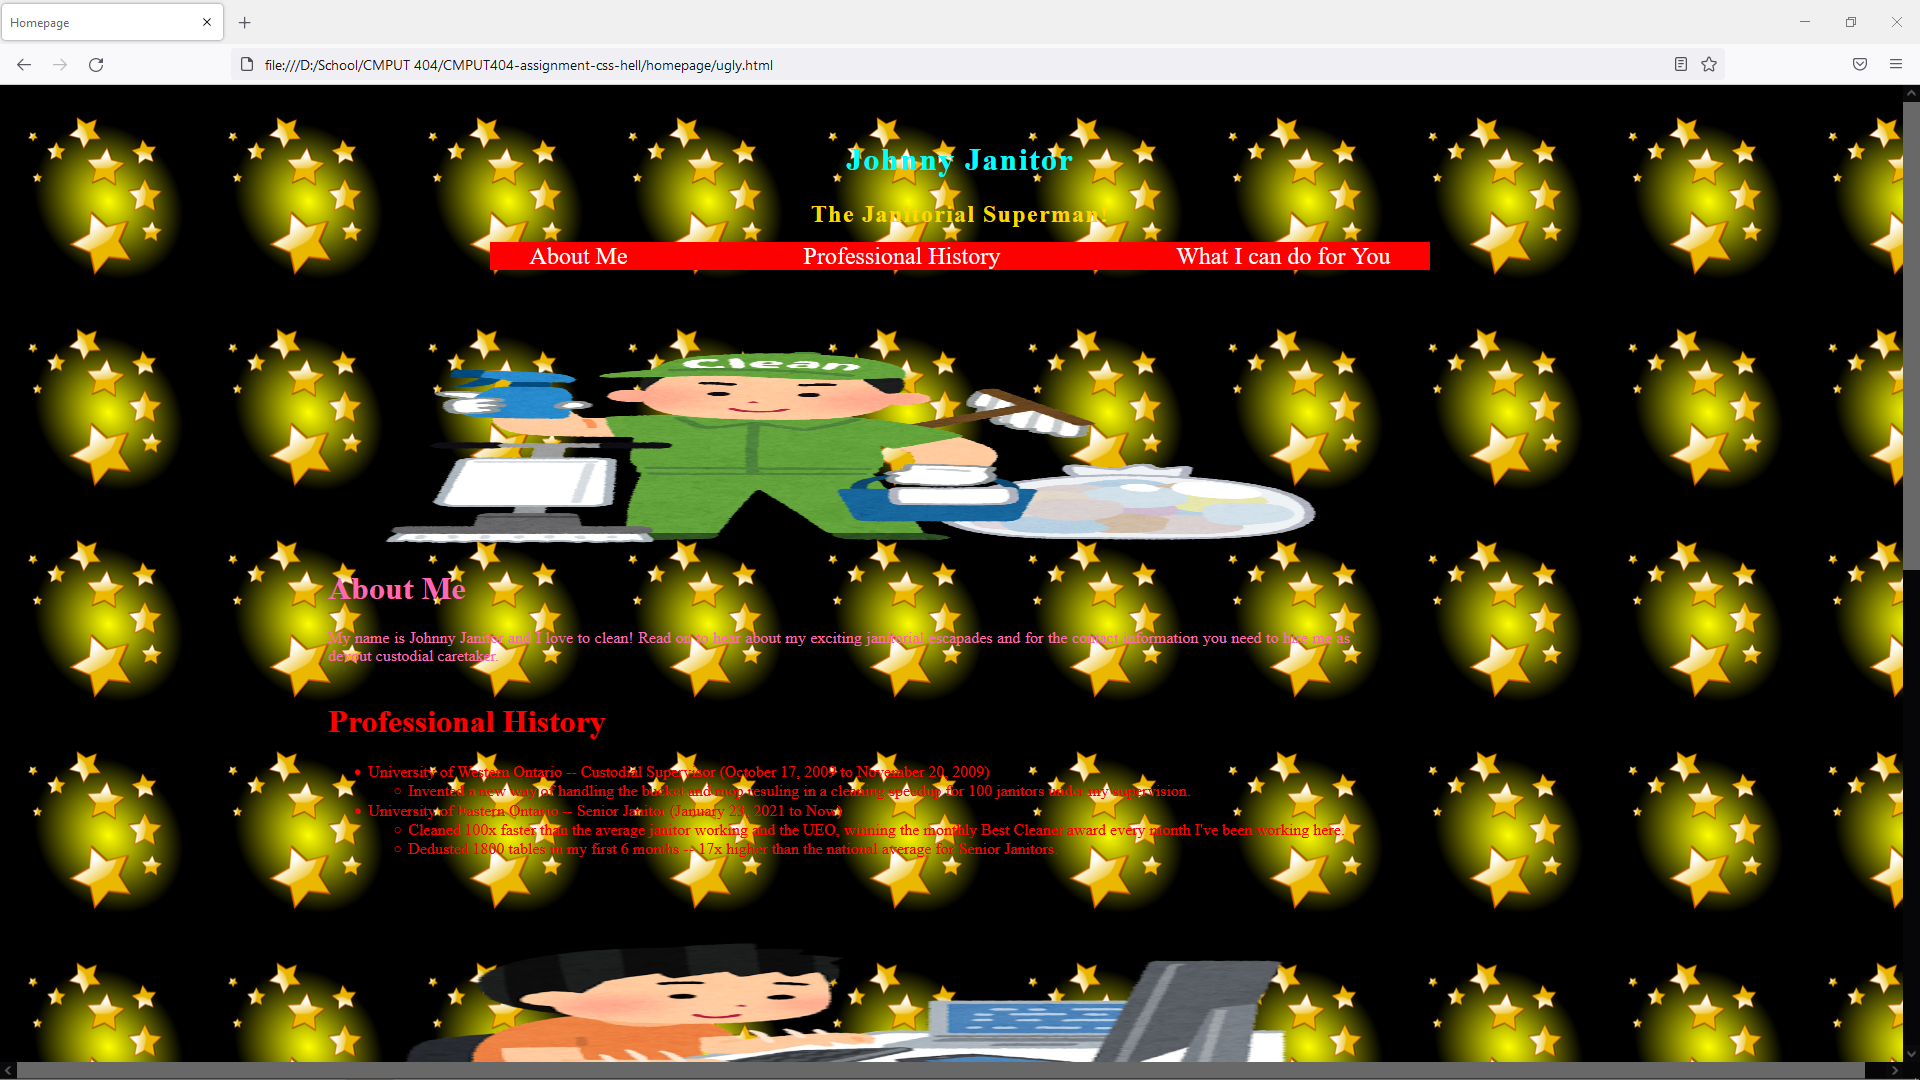 Homepage
file:///D:/School/CMPUT 404/CMPUT404-assignment-css-hell/homepage/ugly.html
Johnny Janitor
The Janitorial Superman!
About Me Professional History What I can do for You
Clean
About Me
My name is Johnny Janitor and I love to clean! Read on to hear about my exciting janitorial escapades and for the contact information you need to hire me as
devout custodial caretaker.
Professional History
University of Western Ontario -- Custodial Supervisor (October 17, 2009 to November 20, 2009)
Invented a new way of handling the bucket and mop resuling in a cleaning speedup for 100 janitors under my supervision.
University of Eastern Ontario -- Senior Janitor (January 23, 2021 to Now)
Cleaned 100x faster than the average janitor working and the UEO, winning the monthly Best Cleaner award every month I've been working here.
Dedusted 1800 tables in my first 6 months -- 17x higher than the national average for Senior Janitors.